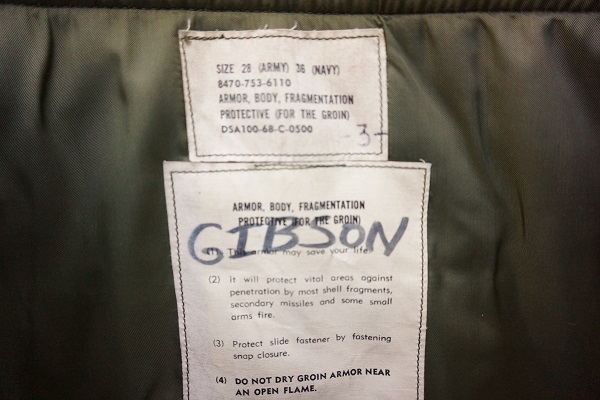 SIZE 28 (ARMY) 36 (NAVY)
8470-753-6110
ARMOR, BODY, FRAGMENTATION
PROTECTIVE (FOR THE GROIN)
DSA100-68-C-0500
3+
ARMOR, BODY, FRAGMENTATION
PROTECTIVE (FOR THE GROIN)
GIBSON
(1) This armor may save your life.
(2) It will protect vital areas against
penetration by most shell fragments,
secondary missiles and some small
arms fire.
(3) Protect slide fastener by fastening
snap closure.
(4) DO NOT DRY GROIN ARMOR NEAR
AN OPEN FLAME.